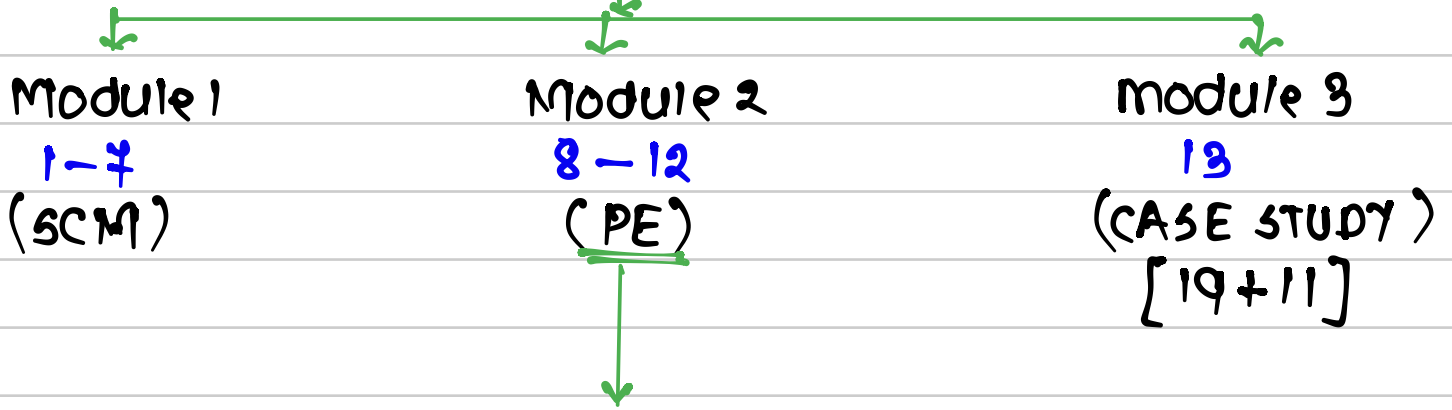 Module 1 Module 2 module 3
1-7 8-12 13
(SCM) (PE) (CASE STUDY)
[19+11]